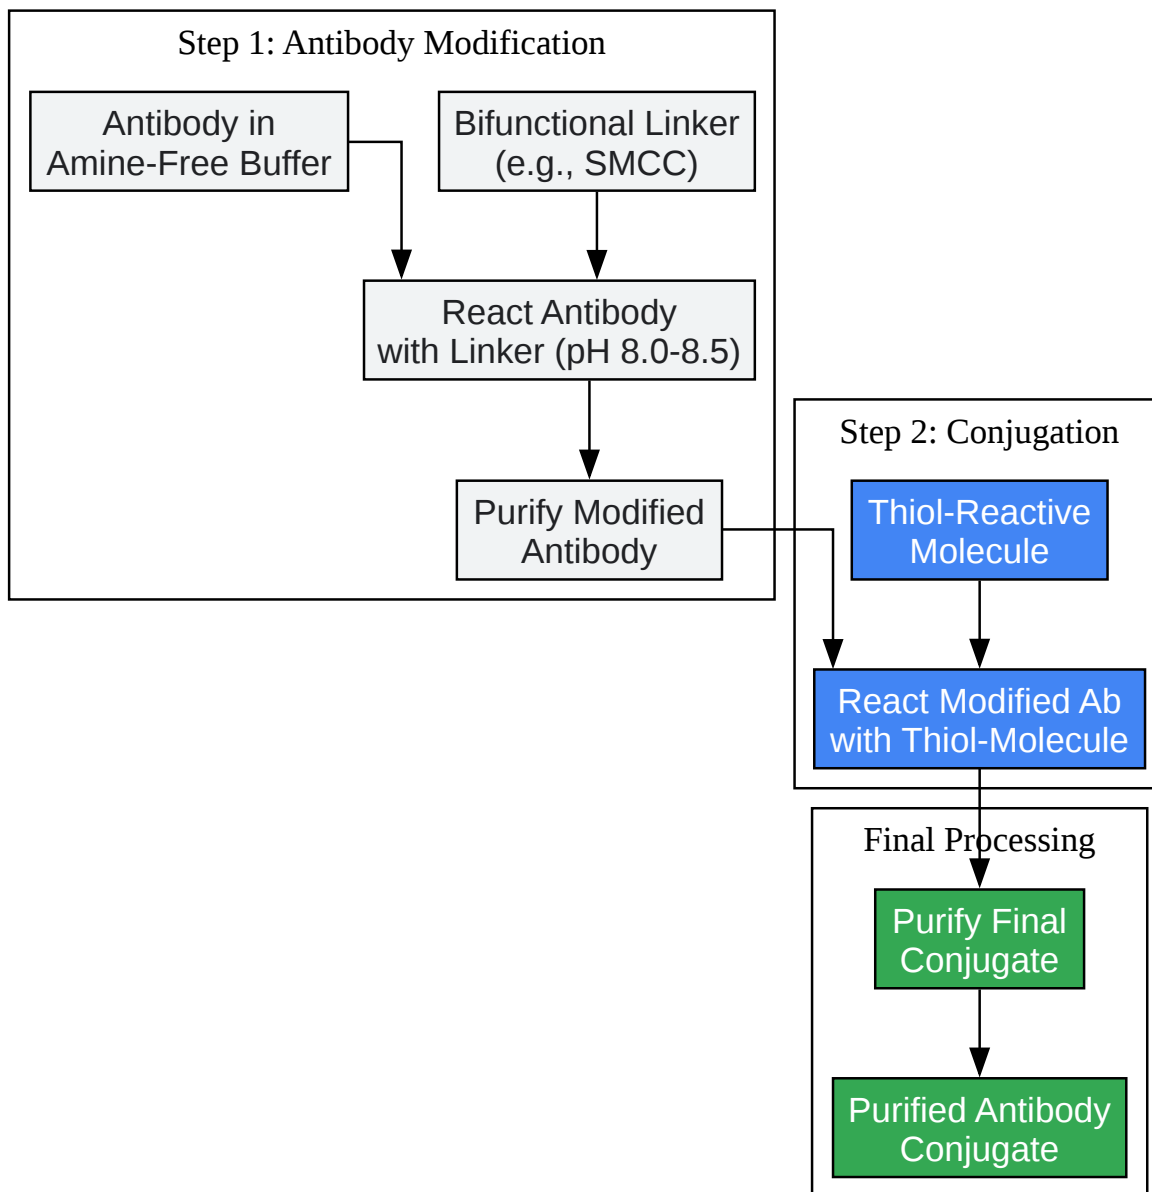 Step 1: Antibody Modification
Antibody in
Amine-Free Buffer
Bifunctional Linker
(e.g., SMCC)
React Antibody
with Linker (pH 8.0-8.5)
Purify Modified
Antibody
Step 2: Conjugation
Thiol-Reactive
Molecule
React Modified Ab
with Thiol-Molecule
Final Processing
Purify Final
Conjugate
Purified Antibody
Conjugate